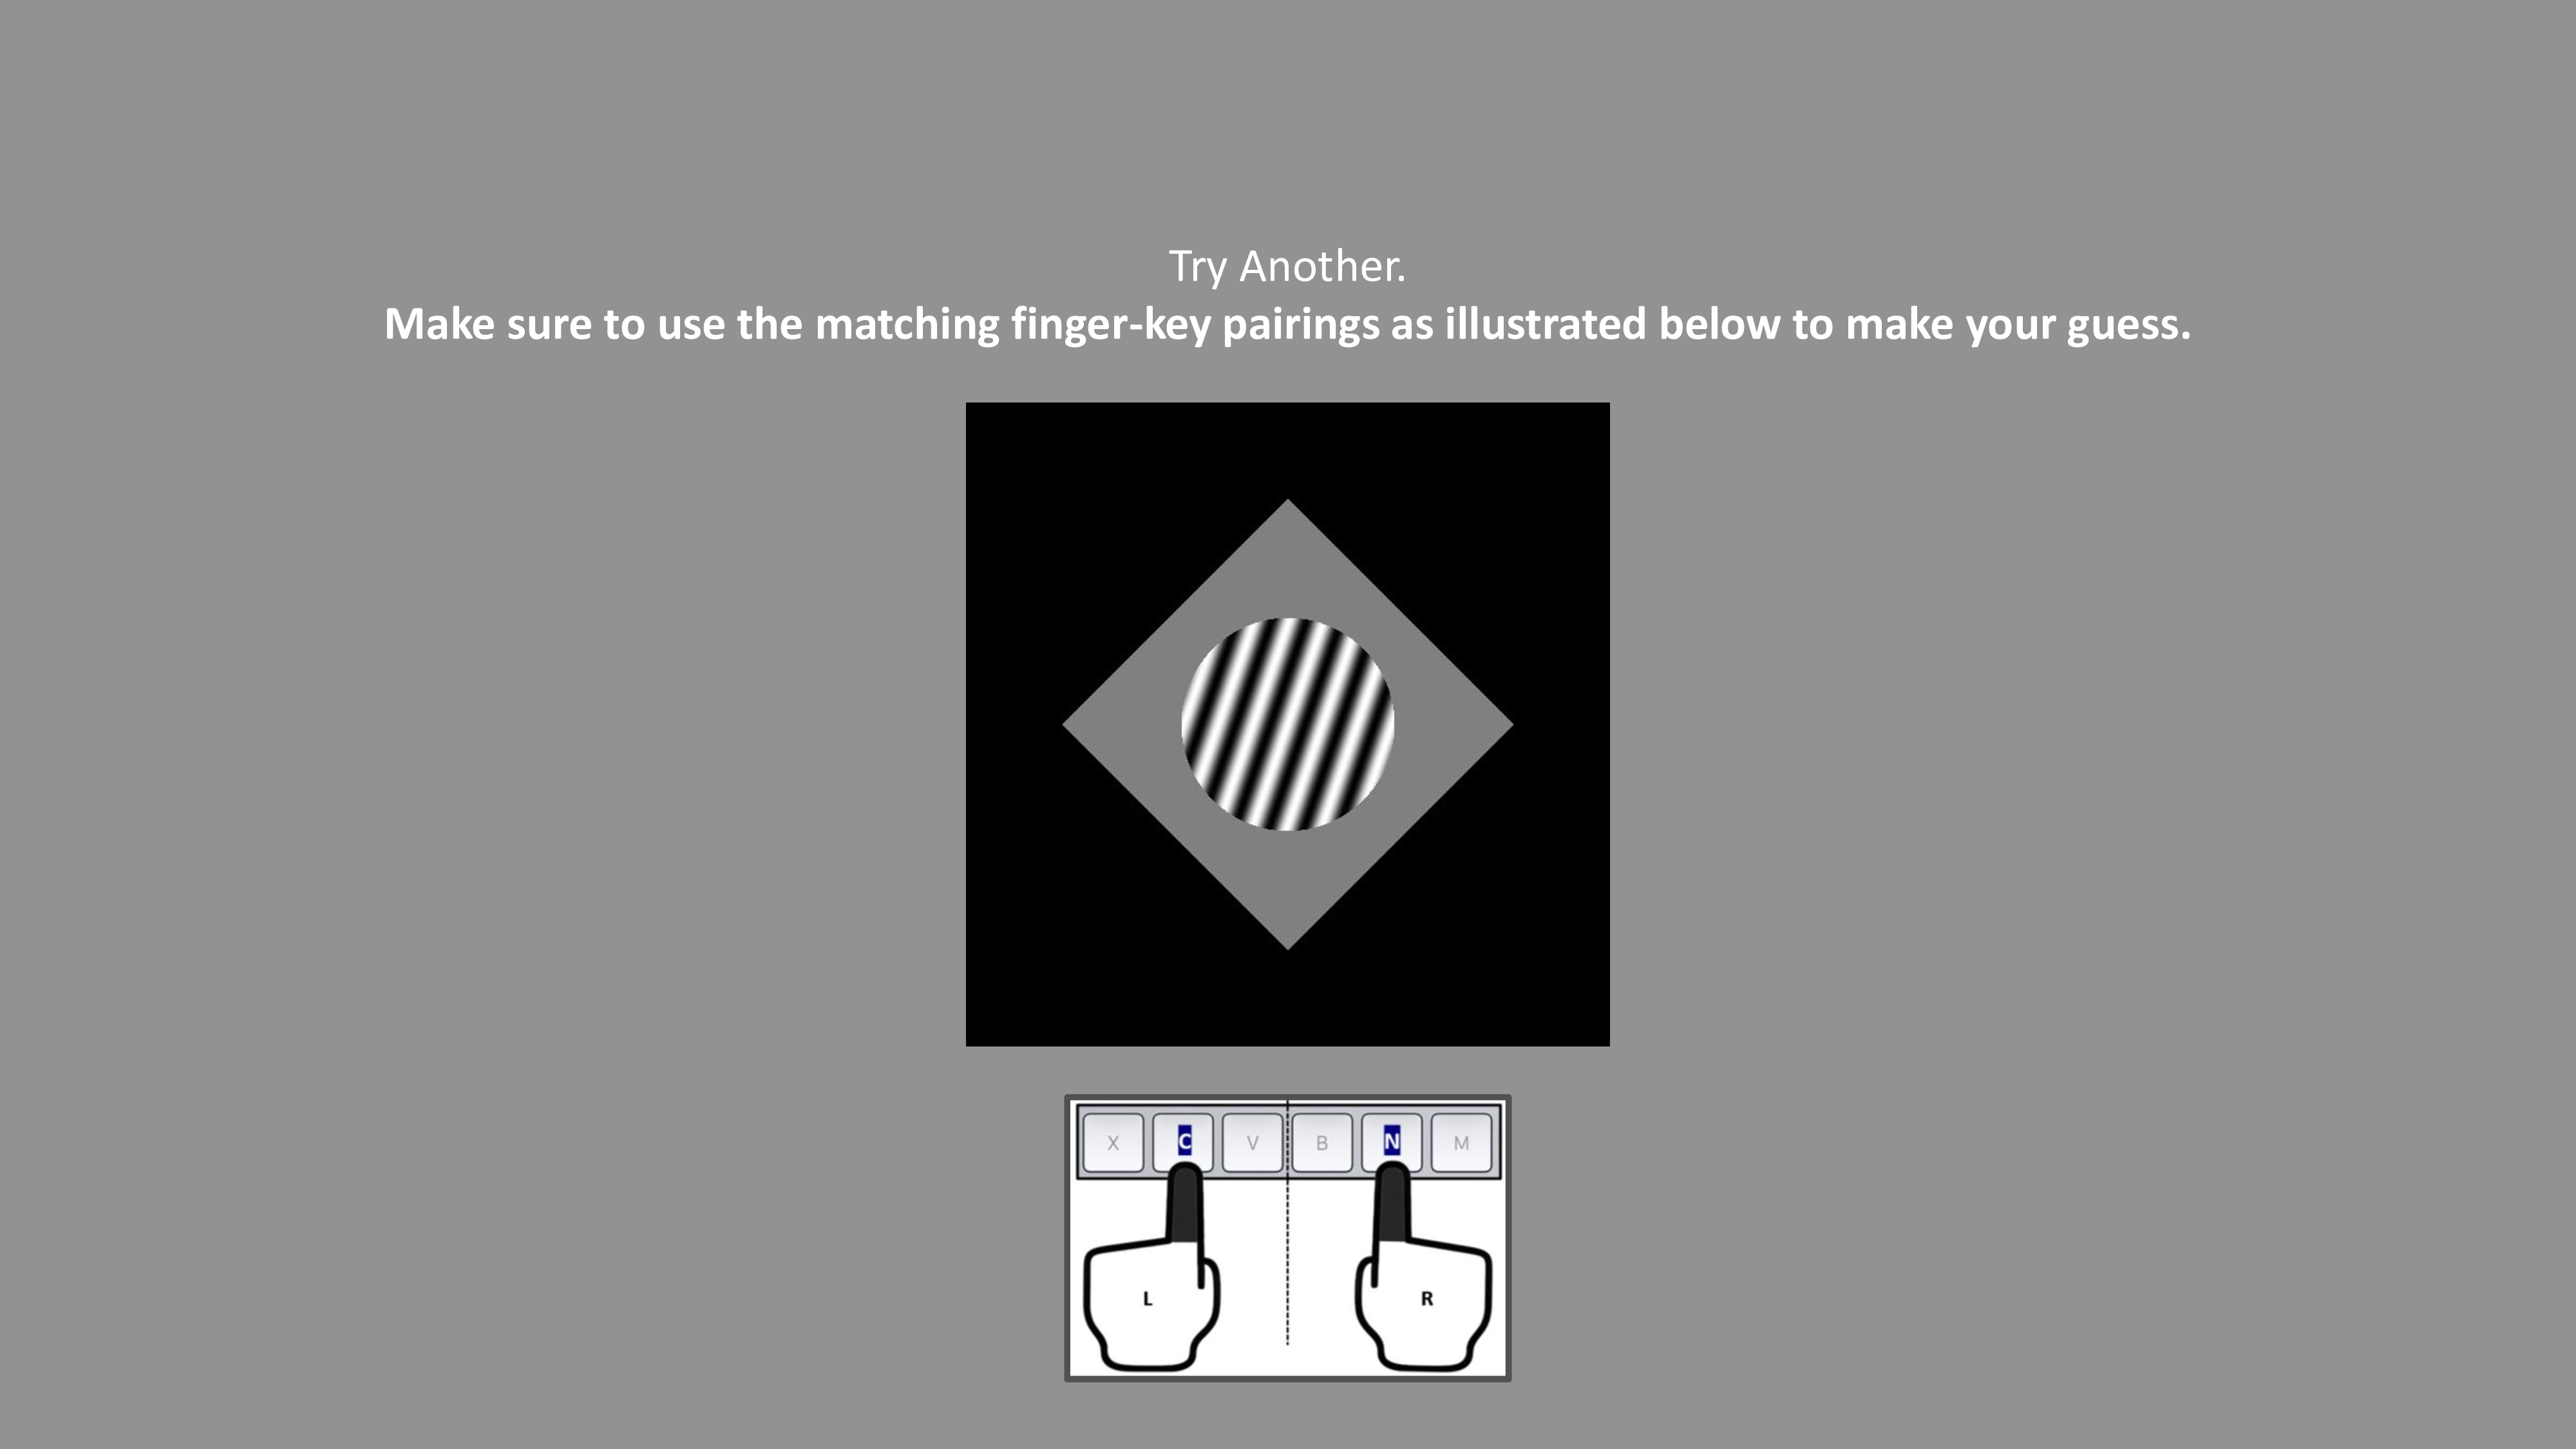 Try Another.
Make sure to use the matching finger-key pairings as illustrated below to make your guess.
X C V B N M
L R